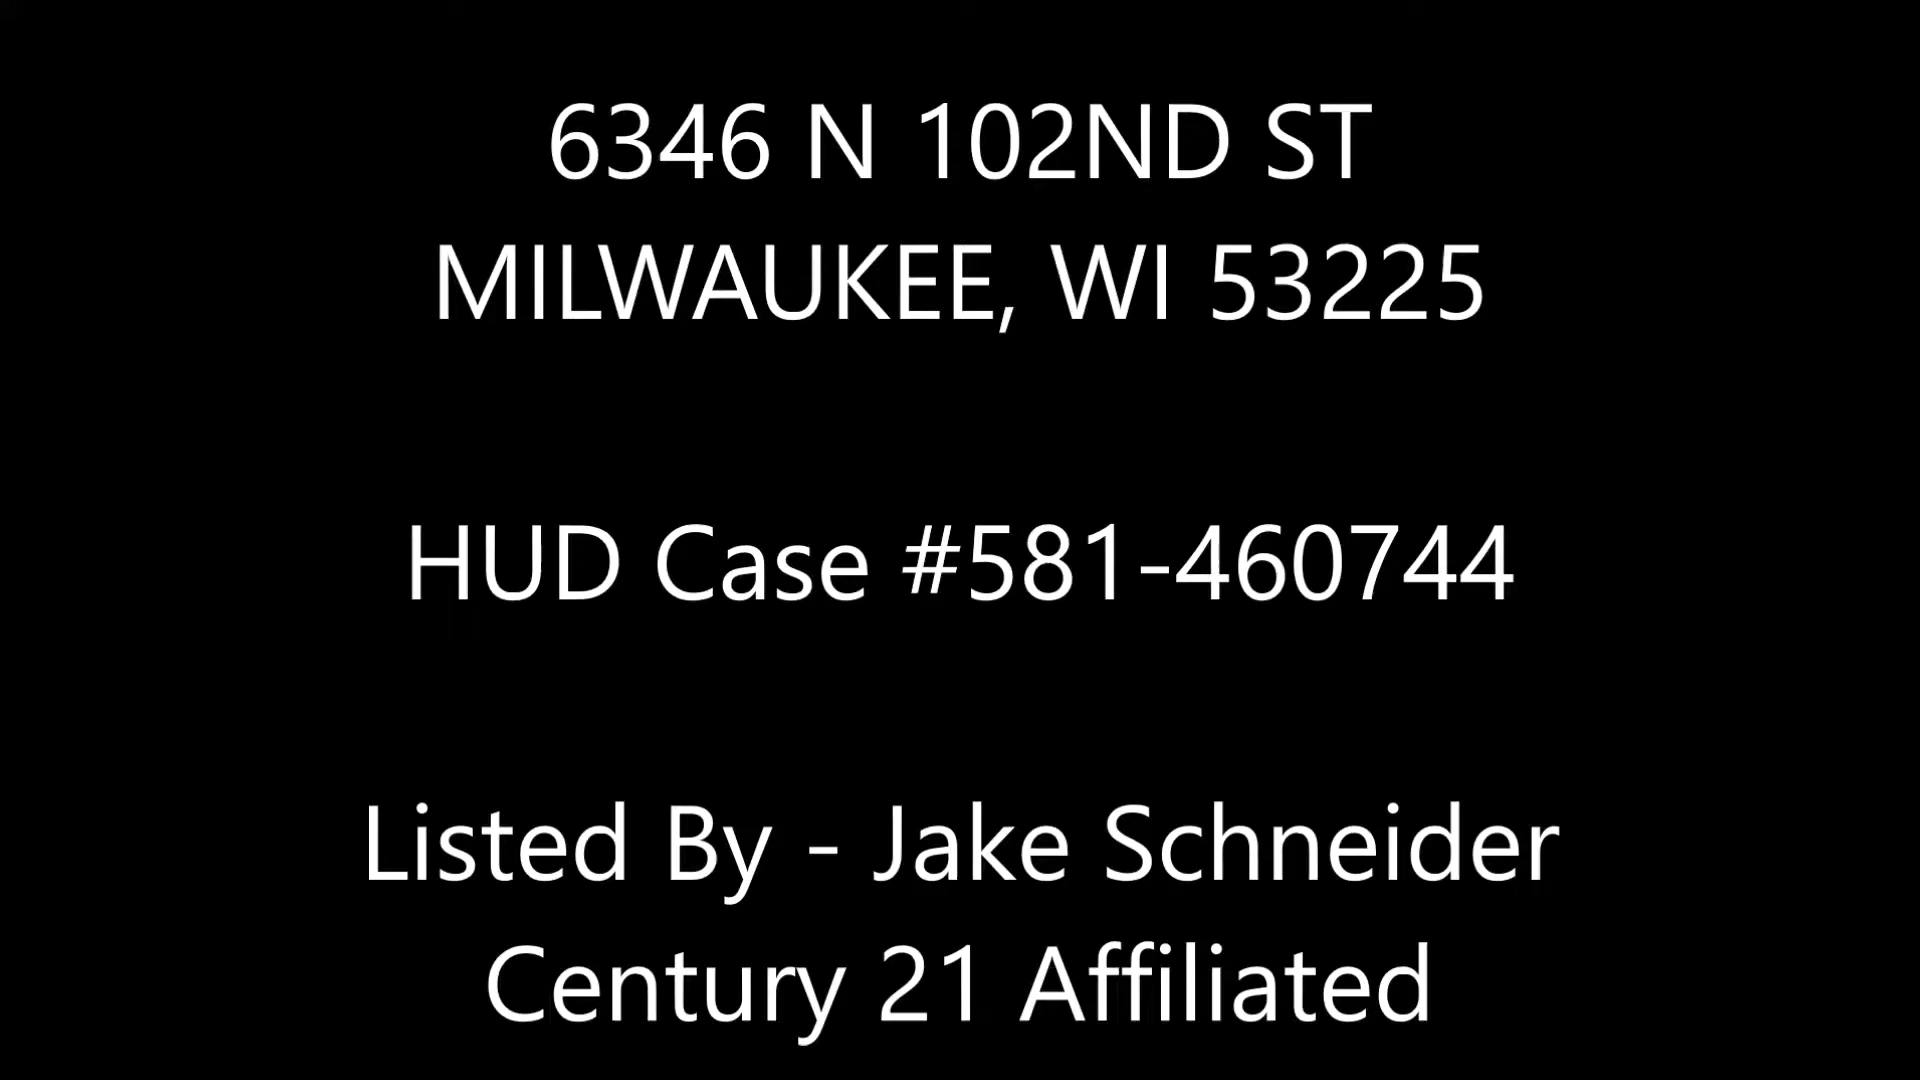 6346 N 102ND ST
MILWAUKEE, WI 53225
HUD Case #581-460744
Listed By - Jake Schneider
Century 21 Affiliated